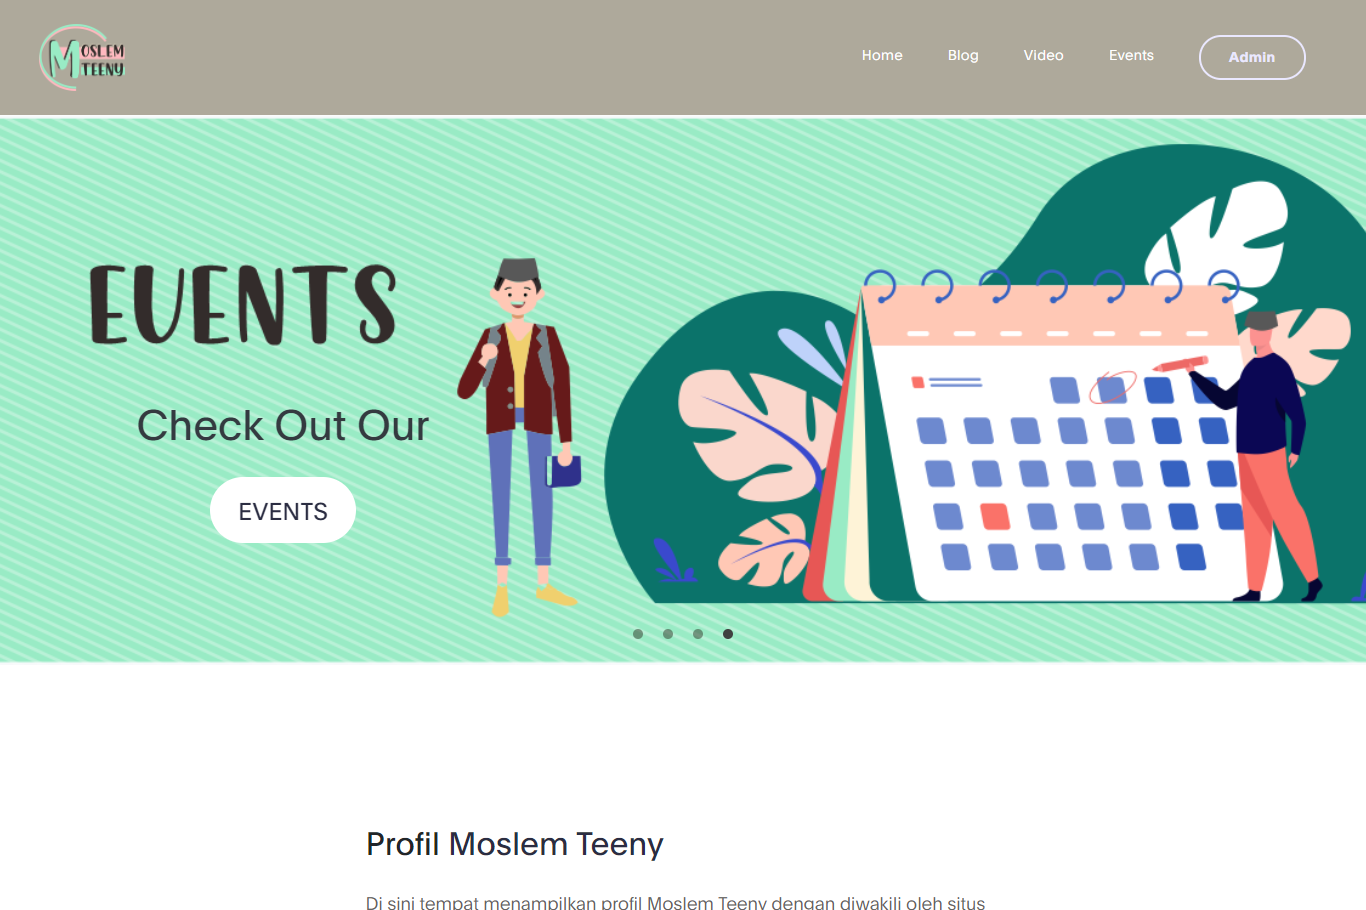 MOSLEM
TEENY
Home
Blog
Video
Events
Admin
EVENTS
Check Out Our
EVENTS
Profil Moslem Teeny
Di sini tempat menampilkan profil Moslem Teeny dengan diwakili oleh situs